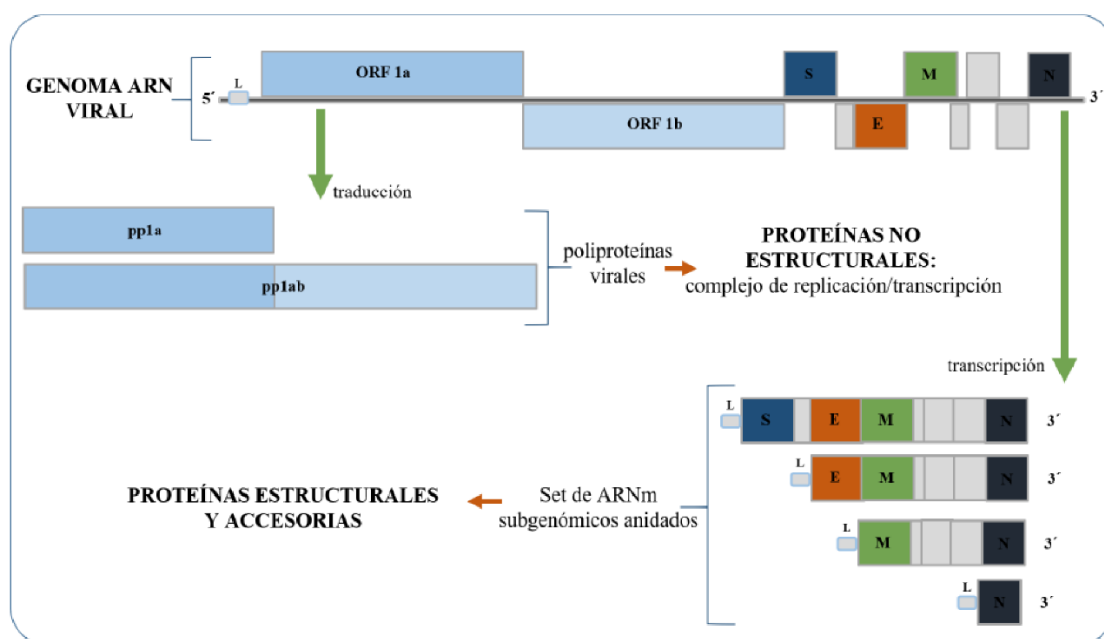 GENOMA ARN
VIRAL
5´
L
ORF 1a
ORF 1b
S
E
M
N
3´
traducción
pp1a
pp1ab
poliproteínas
virales
PROTEÍNAS NO
ESTRUCTURALES:
complejo de replicación/transcripción
transcripción
L
S
E
M
N
3´
L
E
M
N
3´
L
M
N
3´
L
N
3´
Set de ARNm
subgenómicos anidados
PROTEÍNAS ESTRUCTURALES
Y ACCESORIAS